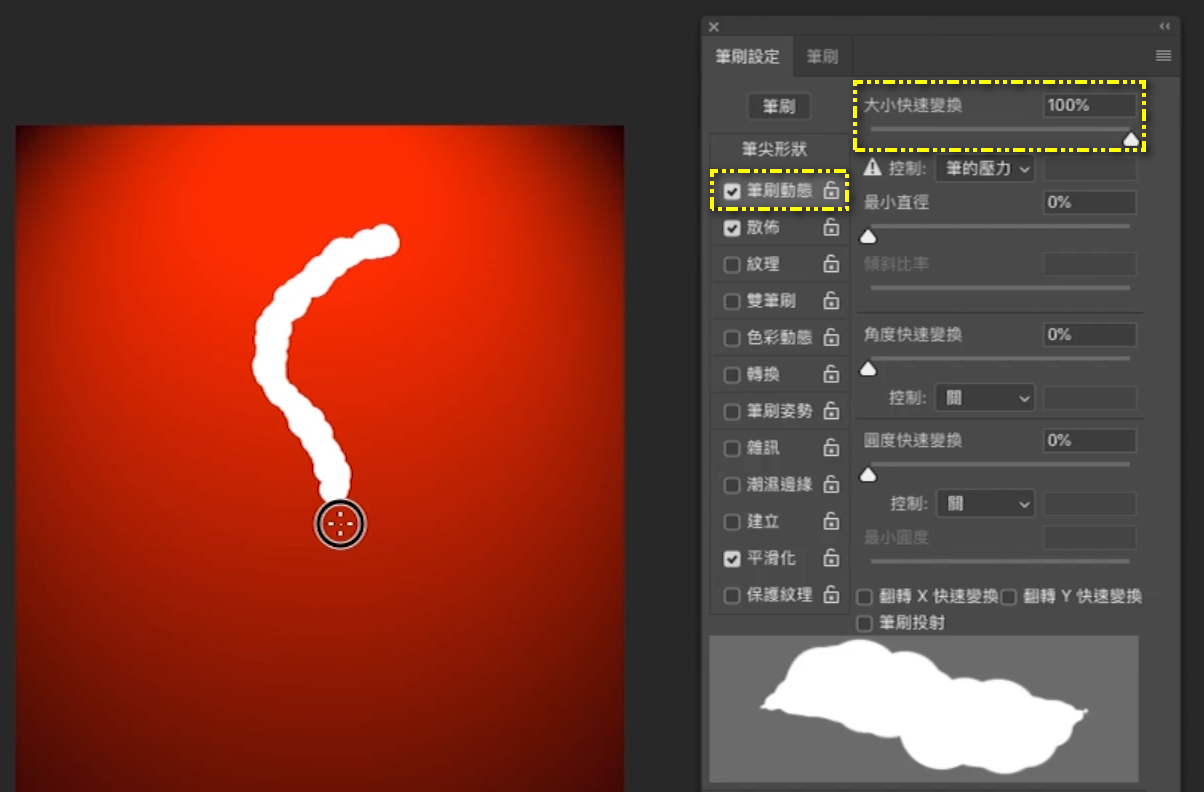 筆刷設定 筆刷
筆刷
大小快速變換 100%
筆尖形狀
控制: 筆的壓力
筆刷動態
最小直徑 0%
散佈
紋理
傾斜比率
雙筆刷
色彩動態
角度快速變換 0%
轉換
控制: 關
筆刷姿勢
雜訊
圓度快速變換 0%
潮濕邊緣
控制: 關
建立
最小圓度
平滑化
保護紋理
翻轉 X 快速變換 翻轉 Y 快速變換
筆刷投射